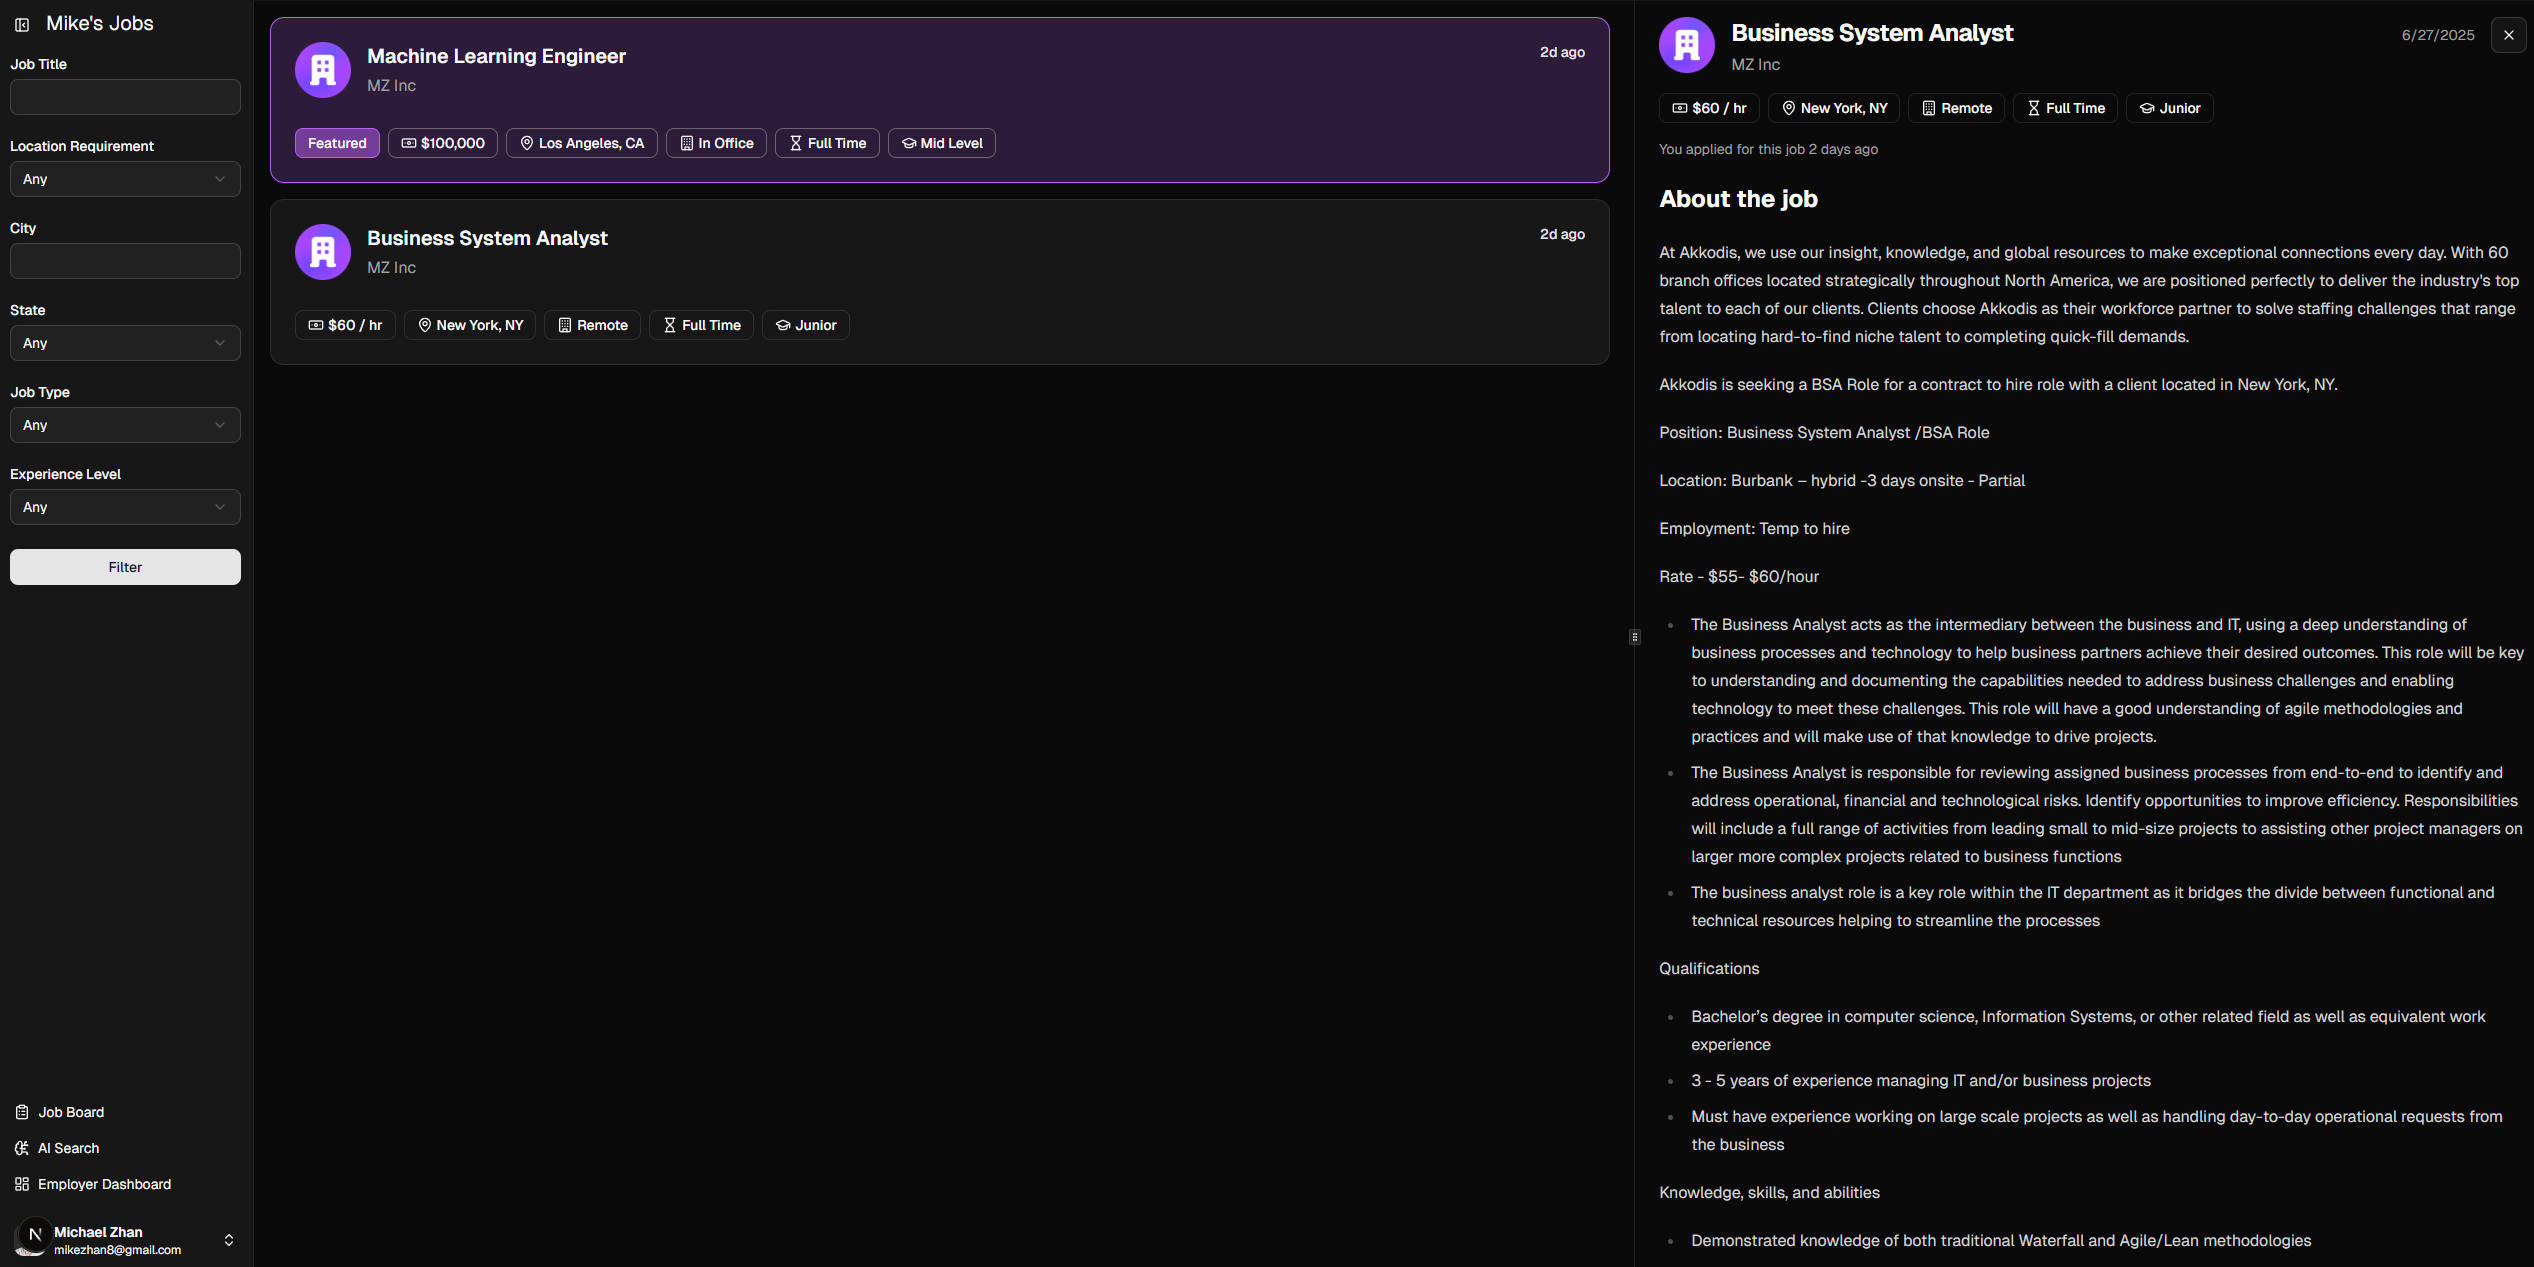 Mike's Jobs
Job Title
Location Requirement
Any
City
State
Any
Job Type
Any
Experience Level
Any
Filter
Job Board
AI Search
Employer Dashboard
N
Michael Zhan
mikezhan8@gmail.com
Machine Learning Engineer
2d ago
MZ Inc
Featured
$100,000
Los Angeles, CA
In Office
Full Time
Mid Level
Business System Analyst
2d ago
MZ Inc
$60 / hr
New York, NY
Remote
Full Time
Junior
Business System Analyst
6/27/2025
MZ Inc
$60 / hr
New York, NY
Remote
Full Time
Junior
You applied for this job 2 days ago
About the job
At Akkodis, we use our insight, knowledge, and global resources to make exceptional connections every day. With 60
branch offices located strategically throughout North America, we are positioned perfectly to deliver the industry's top
talent to each of our clients. Clients choose Akkodis as their workforce partner to solve staffing challenges that range
from locating hard-to-find niche talent to completing quick-fill demands.
Akkodis is seeking a BSA Role for a contract to hire role with a client located in New York, NY.
Position: Business System Analyst /BSA Role
Location: Burbank – hybrid -3 days onsite - Partial
Employment: Temp to hire
Rate - $55- $60/hour
• The Business Analyst acts as the intermediary between the business and IT, using a deep understanding of
business processes and technology to help business partners achieve their desired outcomes. This role will be key
to understanding and documenting the capabilities needed to address business challenges and enabling
technology to meet these challenges. This role will have a good understanding of agile methodologies and
practices and will make use of that knowledge to drive projects.
• The Business Analyst is responsible for reviewing assigned business processes from end-to-end to identify and
address operational, financial and technological risks. Identify opportunities to improve efficiency. Responsibilities
will include a full range of activities from leading small to mid-size projects to assisting other project managers on
larger more complex projects related to business functions
• The business analyst role is a key role within the IT department as it bridges the divide between functional and
technical resources helping to streamline the processes
Qualifications
• Bachelor’s degree in computer science, Information Systems, or other related field as well as equivalent work
experience
• 3 - 5 years of experience managing IT and/or business projects
• Must have experience working on large scale projects as well as handling day-to-day operational requests from
the business
Knowledge, skills, and abilities
• Demonstrated knowledge of both traditional Waterfall and Agile/Lean methodologies